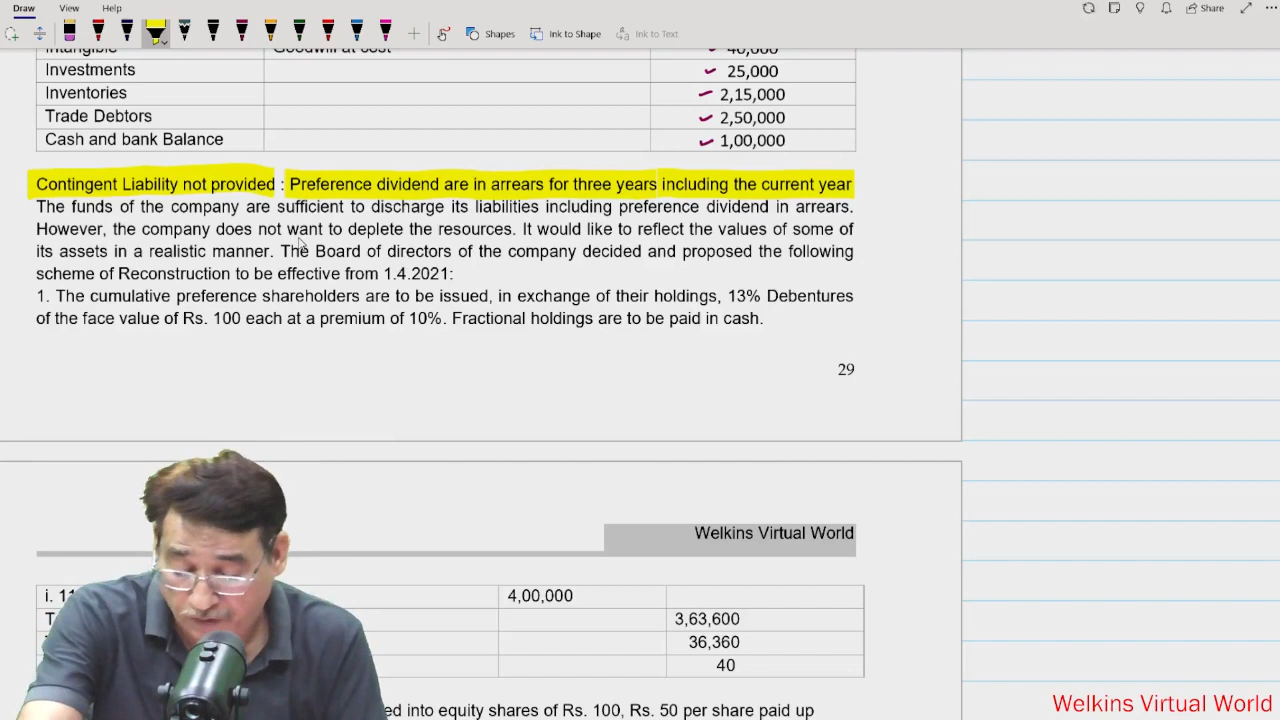 Draw View Help
Share
Shapes Ink to Shape Ink to Text
Intangible Goodwill at cost 40,000
Investments 25,000
Inventories 2,15,000
Trade Debtors 2,50,000
Cash and bank Balance 1,00,000
Contingent Liability not provided : Preference dividend are in arrears for three years including the current year
The funds of the company are sufficient to discharge its liabilities including preference dividend in arrears.
However, the company does not want to deplete the resources. It would like to reflect the values of some of
its assets in a realistic manner. The Board of directors of the company decided and proposed the following
scheme of Reconstruction to be effective from 1.4.2021:
1. The cumulative preference shareholders are to be issued, in exchange of their holdings, 13% Debentures
of the face value of Rs. 100 each at a premium of 10%. Fractional holdings are to be paid in cash.
29
Welkins Virtual World
i. 4,00,000
3,63,600
36,360
40
ed into equity shares of Rs. 100, Rs. 50 per share paid up
Welkins Virtual World